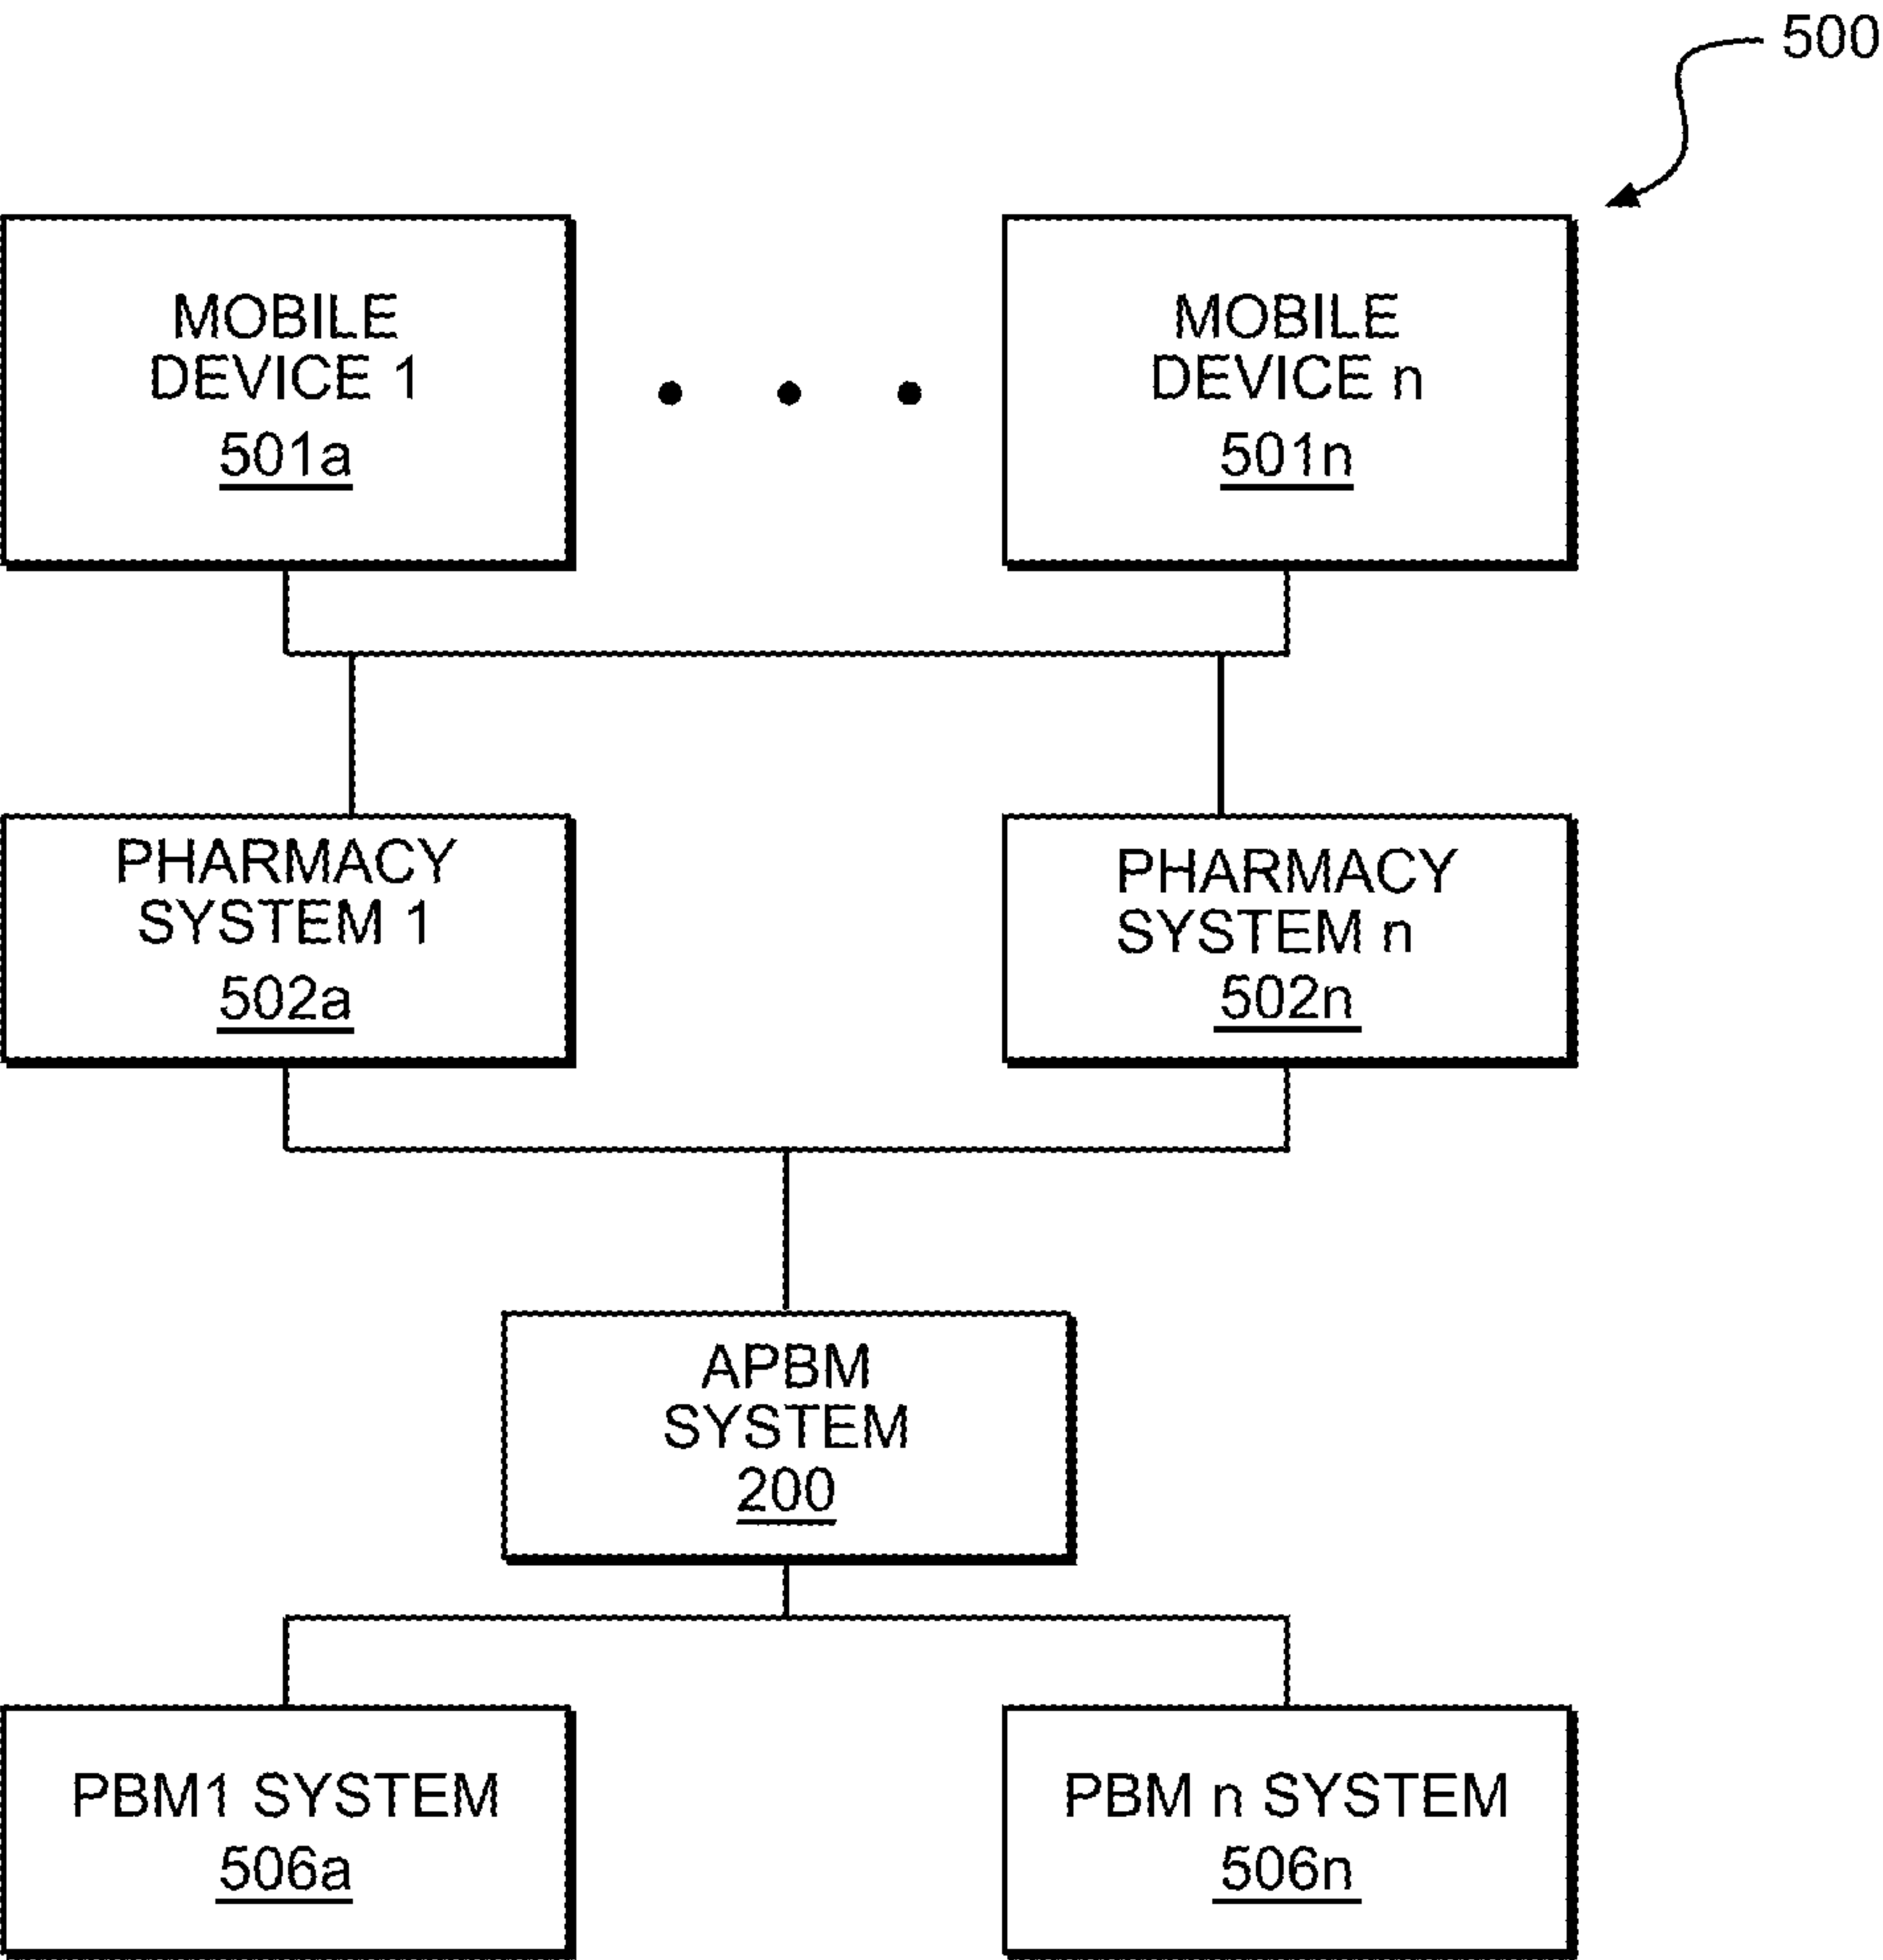 500
MOBILE
DEVICE 1
501a
MOBILE
DEVICE n
501n
PHARMACY
SYSTEM 1
502a
PHARMACY
SYSTEM n
502n
APBM
SYSTEM
200
PBM1 SYSTEM
506a
PBM n SYSTEM
506n